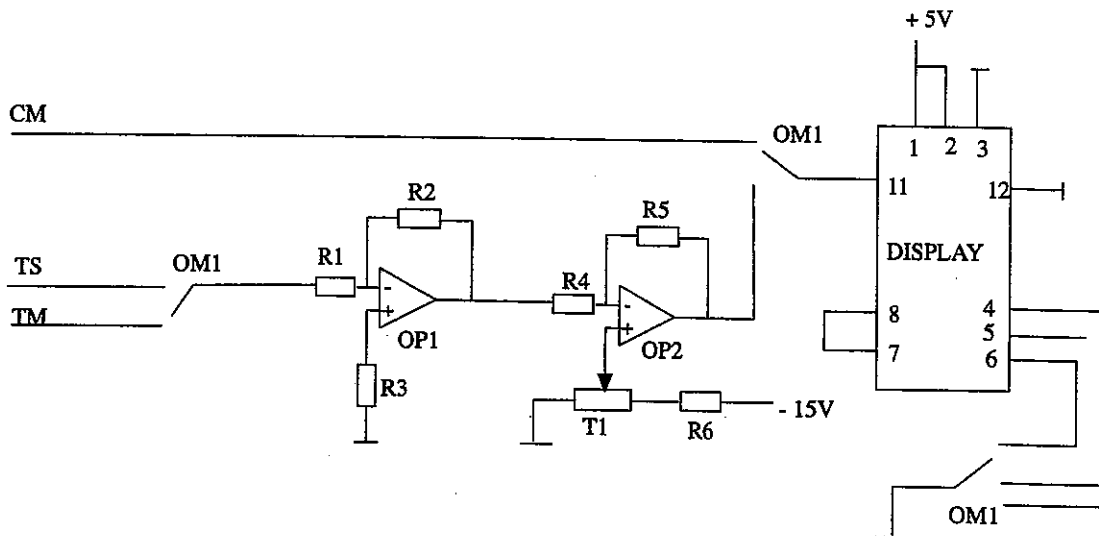 + 5V
CM
OM1
1 2 3
11 12
R2
R5
TS
OM1
R1
R4
DISPLAY
TM
-
+
-
+
8
4
OP1
OP2
5
7
6
R3
T1
R6
- 15V
OM1